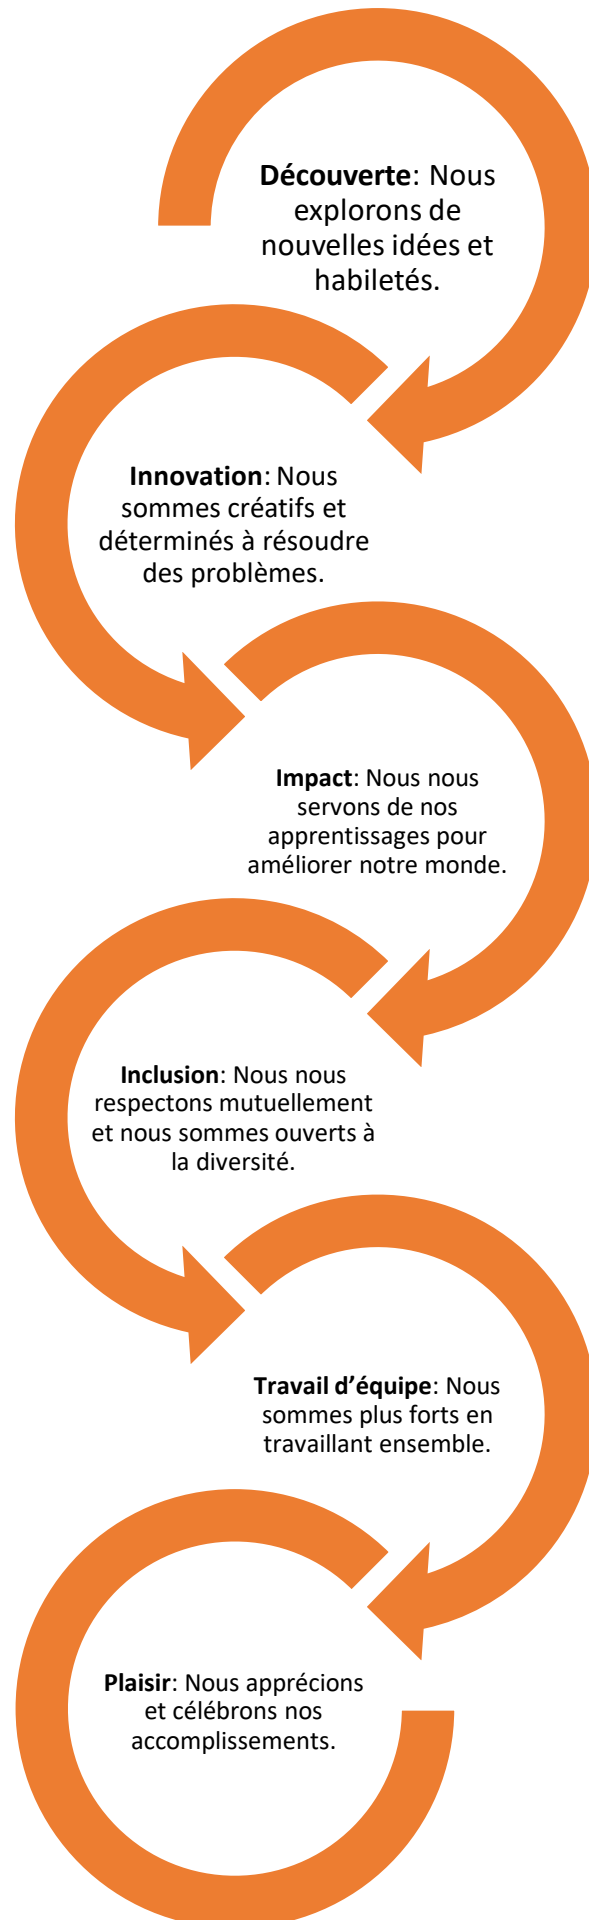 Découverte: Nous
explorons de
nouvelles idées et
habiletés.
Innovation: Nous
sommes créatifs et
déterminés à résoudre
des problèmes.
Impact: Nous nous
servons de nos
apprentissages pour
améliorer notre monde.
Inclusion: Nous nous
respectons mutuellement
et nous sommes ouverts à
la diversité.
Travail d’équipe: Nous
sommes plus forts en
travaillant ensemble.
Plaisir: Nous apprécions
et célébrons nos
accomplissements.